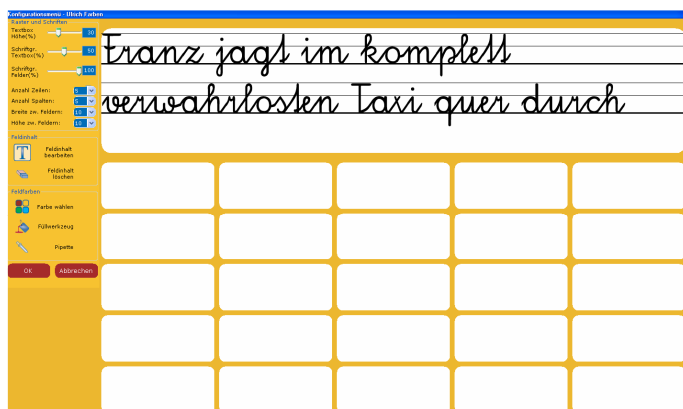 Konfigurationsmenü - Ulrich Farben
Raster und Schriften
Textbox Höhe(%) 30
Schriftgr. Textbox(%) 50
Schriftgr. Felder(%) 100
Anzahl Zeilen: 5
Anzahl Spalten: 5
Breite zw. Feldern: 10
Höhe zw. Feldern: 10
Feldinhalt
Feldinhalt bearbeiten
Feldinhalt löschen
Feldfarben
Farbe wählen
Füllwerkzeug
Pipette
OK Abbrechen
Franz jagt im komplett
verwahrlosten Taxi quer durch